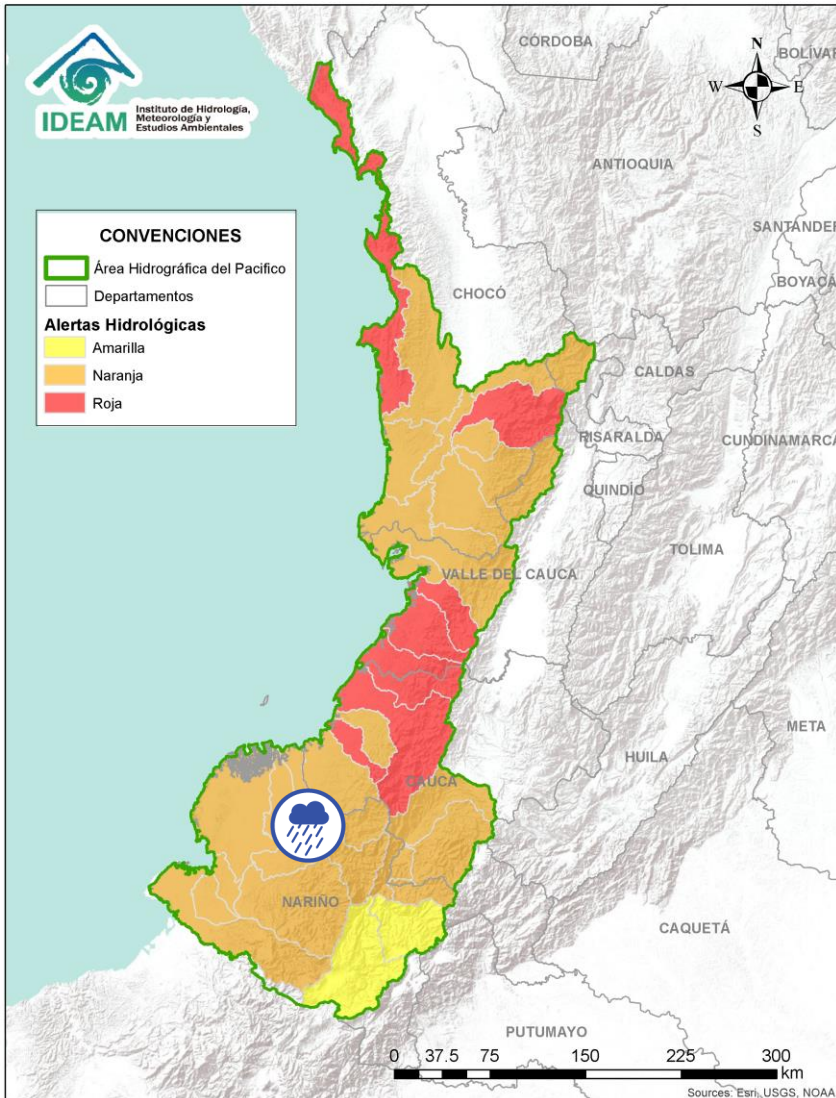 IDEAM
Instituto de Hidrología,
Meteorología y
Estudios Ambientales
N
W E
S
CONVENCIONES
Área Hidrográfica del Pacifico
Departamentos
Alertas Hidrológicas
Amarilla
Naranja
Roja
CÓRDOBA
BOLÍVAR
ANTIOQUIA
SANTANDER
BOYACÁ
CHOCÓ
CALDAS
RISARALDA
CUNDINAMARCA
QUINDÍO
TOLIMA
VALLE DEL CAUCA
META
HUILA
CAUCA
NARIÑO
CAQUETÁ
PUTUMAYO
0 37.5 75 150 225 300
km
Sources: Esri, USGS, NOAA